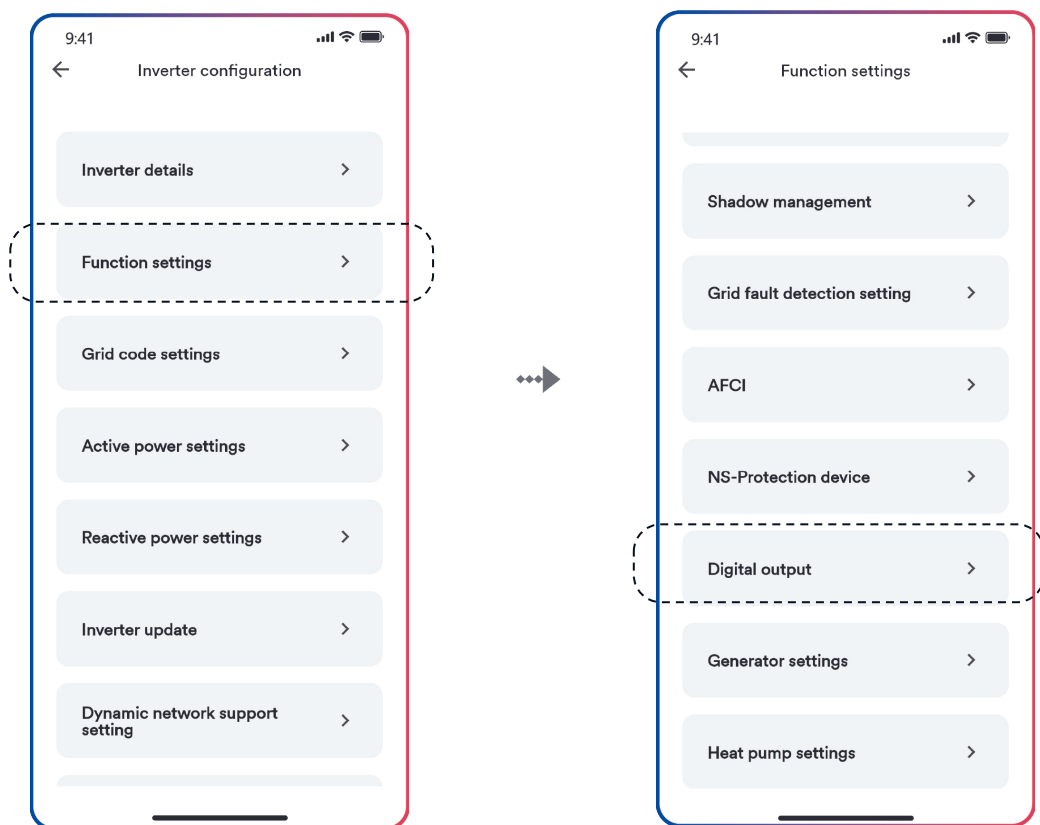 9:41
Inverter configuration
Inverter details
Function settings
Grid code settings
Active power settings
Reactive power settings
Inverter update
Dynamic network support
setting
9:41
Function settings
Shadow management
Grid fault detection setting
AFCI
NS-Protection device
Digital output
Generator settings
Heat pump settings